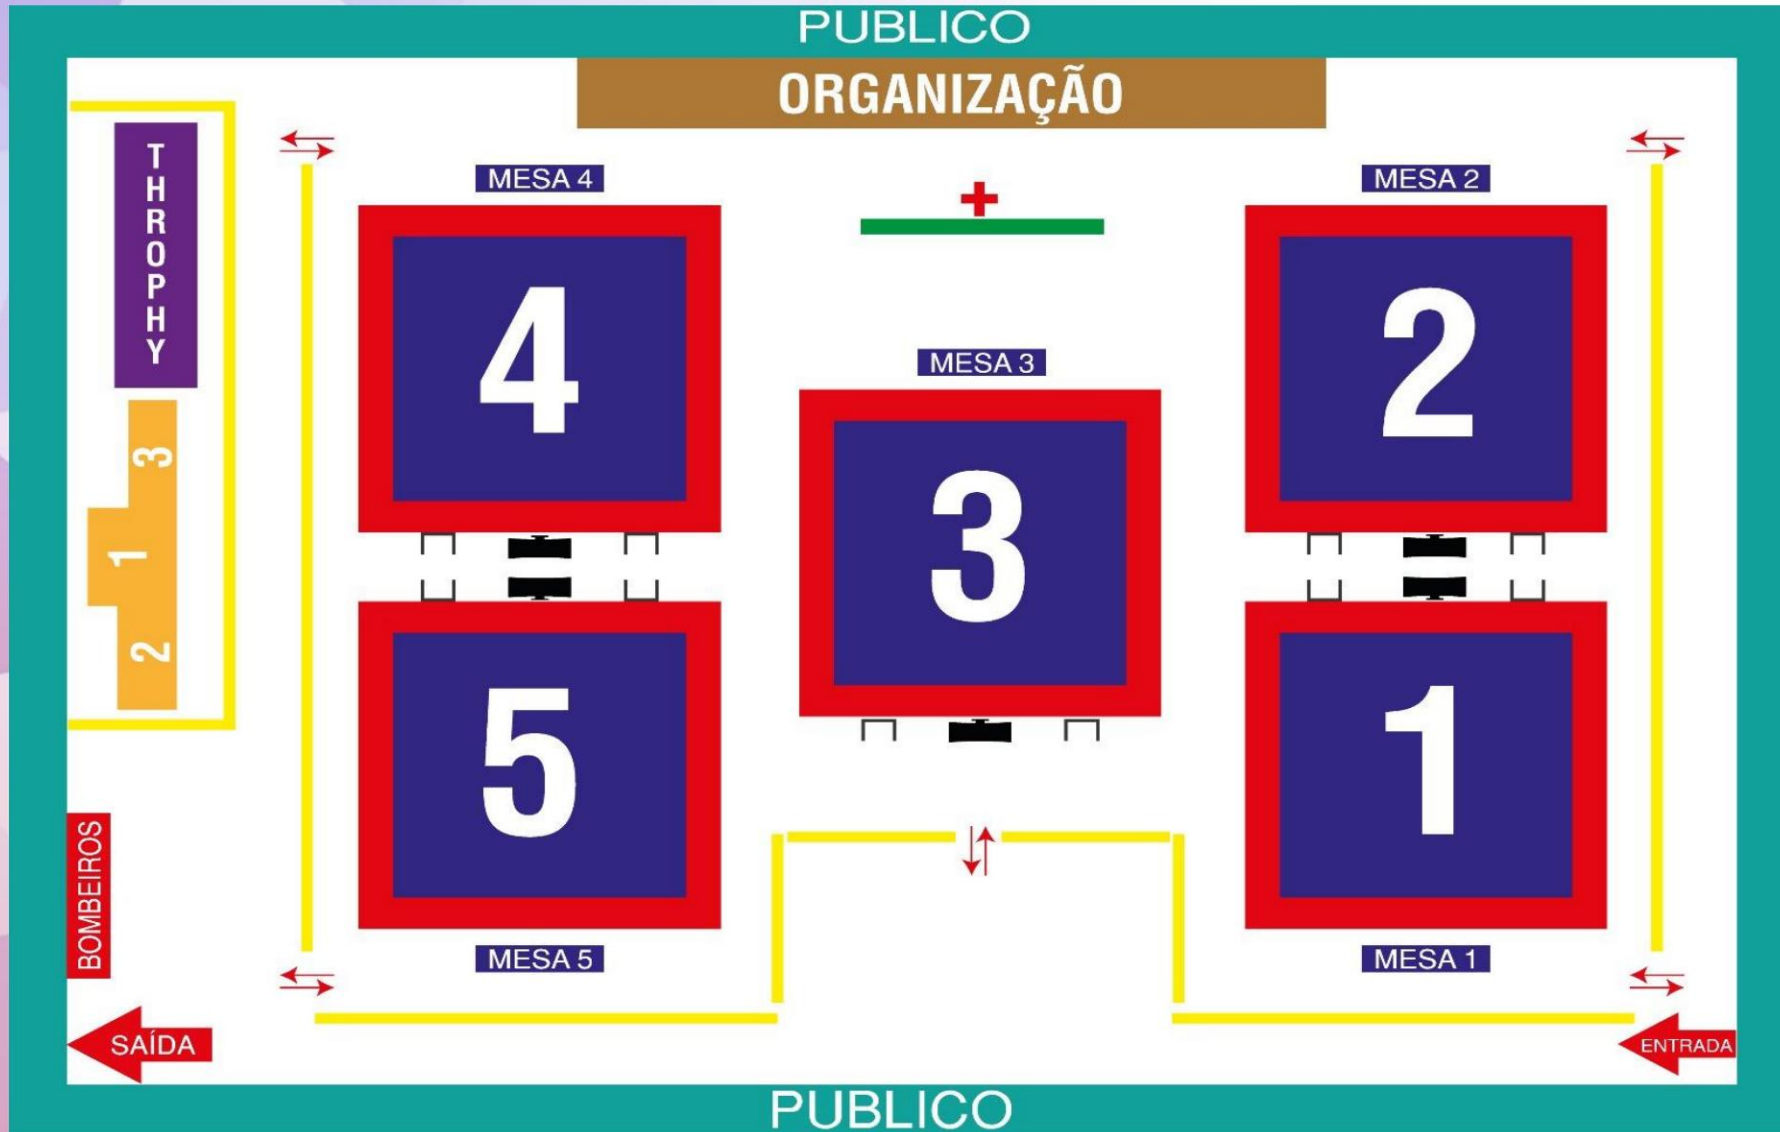 PUBLICO
ORGANIZAÇÃO
THROPHY
MESA 4
MESA 2
4
2
MESA 3
3
3
1
2
5
1
MESA 5
MESA 1
BOMBEIROS
SAÍDA
ENTRADA
PUBLICO